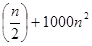 (n/2) + 1000n²